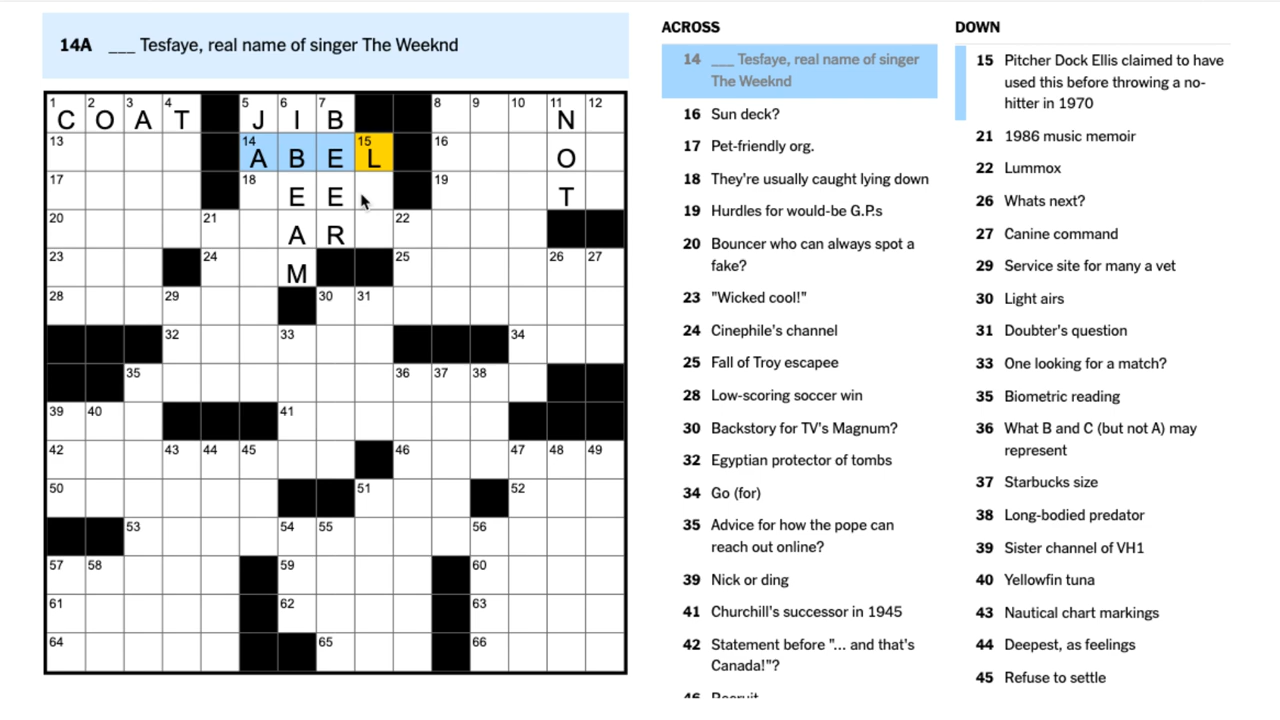 14A ___ Tesfaye, real name of singer The Weeknd
1 2 3 4 5 6 7 8 9 10 11 12
C O A T J I B N
13 14 15 16
A B E L O
17 18 19
E E T
20 21 22
A R
23 24 25 26 27
M
28 29 30 31
32 33 34
35 36 37 38
39 40 41
42 43 44 45 46 47 48 49
50 51 52
53 54 55 56
57 58 59 60
61 62 63
64 65 66
ACROSS
14 ___ Tesfaye, real name of singer
The Weeknd
16 Sun deck?
17 Pet-friendly org.
18 They're usually caught lying down
19 Hurdles for would-be G.P.s
20 Bouncer who can always spot a
fake?
23 "Wicked cool!"
24 Cinephile's channel
25 Fall of Troy escapee
28 Low-scoring soccer win
30 Backstory for TV's Magnum?
32 Egyptian protector of tombs
34 Go (for)
35 Advice for how the pope can
reach out online?
39 Nick or ding
41 Churchill's successor in 1945
42 Statement before "... and that's
Canada!"?
46 Recruit
DOWN
15 Pitcher Dock Ellis claimed to have
used this before throwing a no-
hitter in 1970
21 1986 music memoir
22 Lummox
26 Whats next?
27 Canine command
29 Service site for many a vet
30 Light airs
31 Doubter's question
33 One looking for a match?
35 Biometric reading
36 What B and C (but not A) may
represent
37 Starbucks size
38 Long-bodied predator
39 Sister channel of VH1
40 Yellowfin tuna
43 Nautical chart markings
44 Deepest, as feelings
45 Refuse to settle